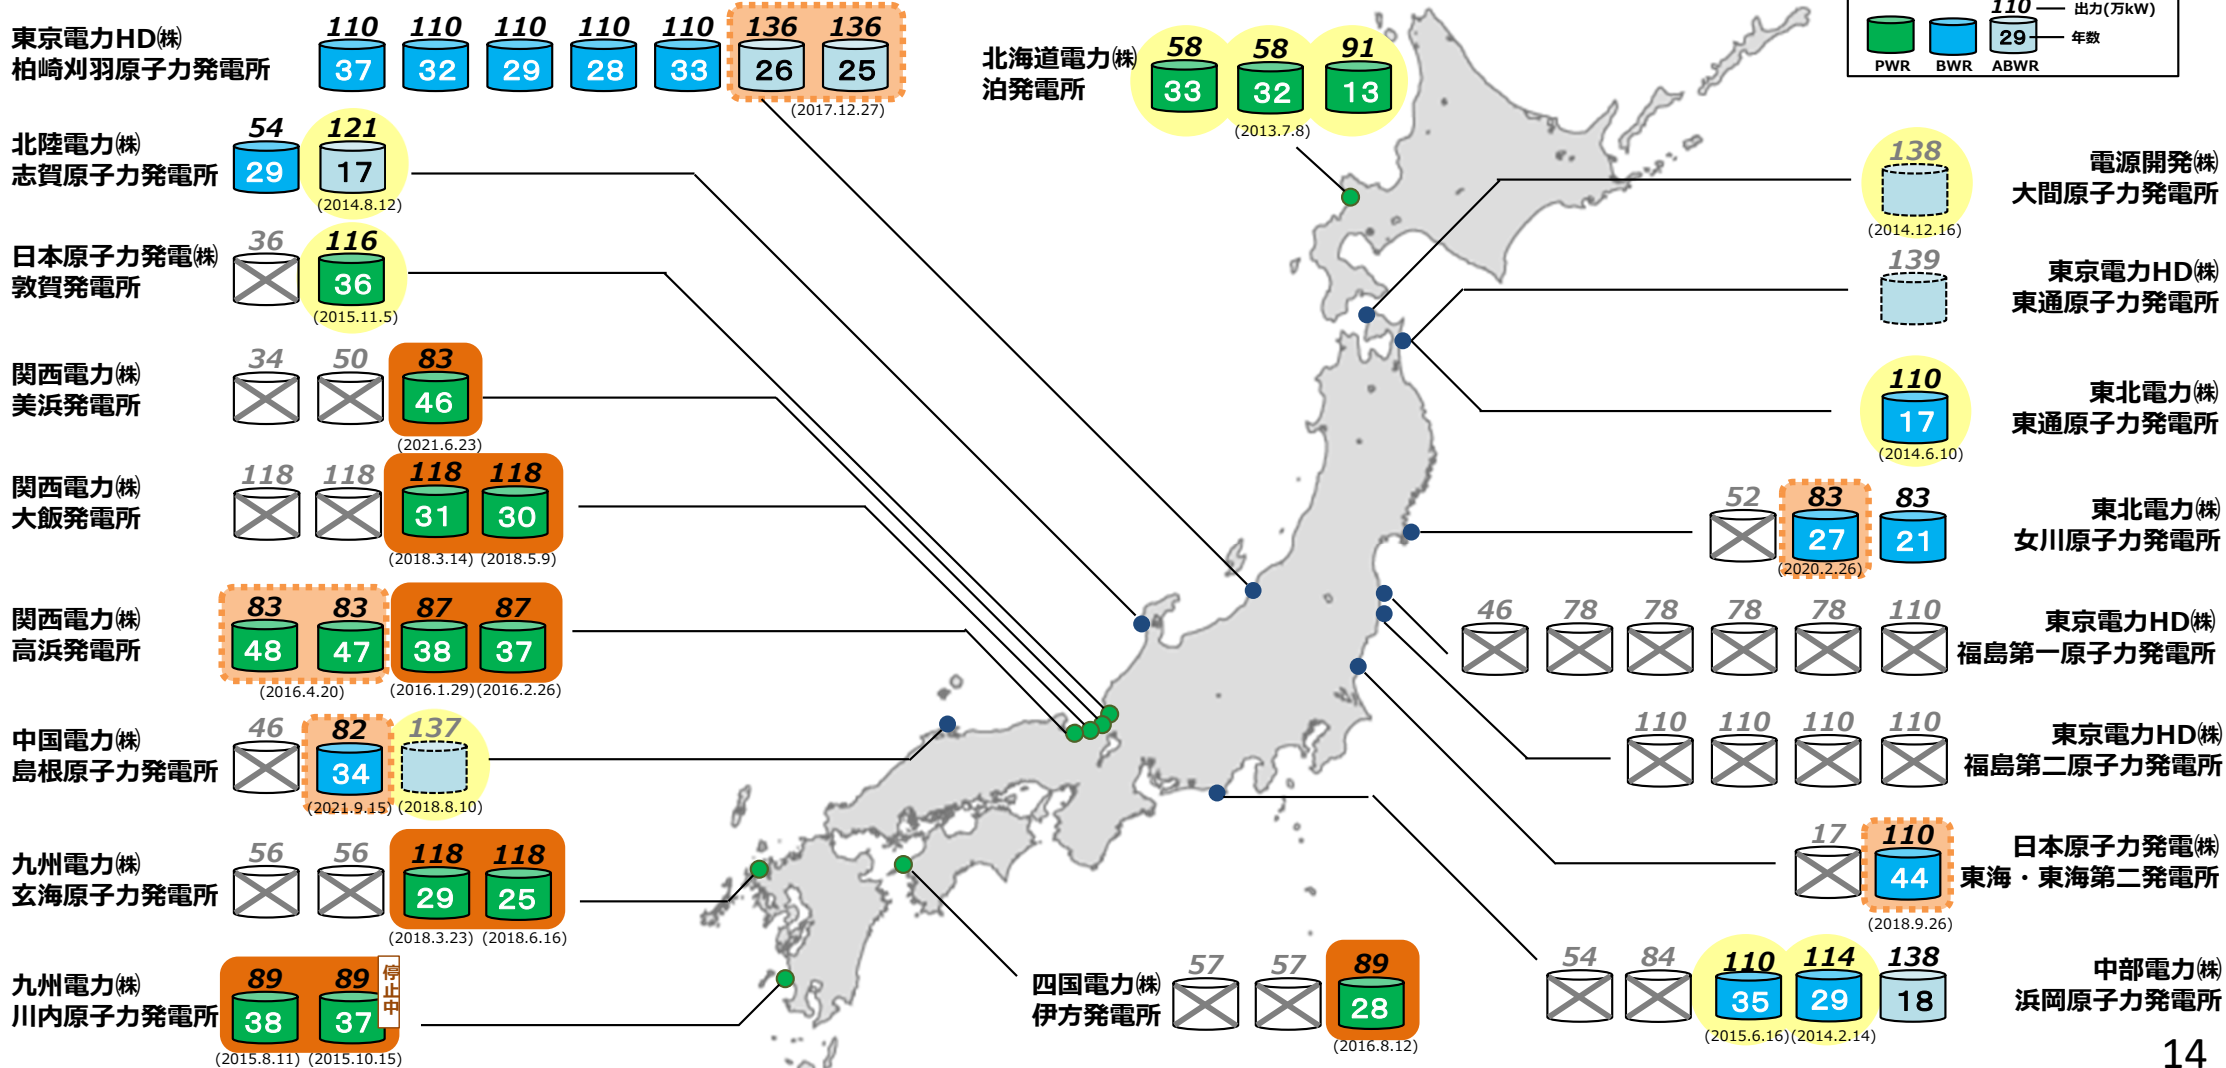 東京電力HD㈱
柏崎刈羽原子力発電所
110 110 110 110 110 136 136
37 32 29 28 33 26 25
(2017.12.27)
北陸電力㈱
志賀原子力発電所
54 121
29 17
(2014.8.12)
日本原子力発電㈱
敦賀発電所
36 116
36
(2015.11.5)
関西電力㈱
美浜発電所
34 50 83
46
(2021.6.23)
関西電力㈱
大飯発電所
118 118 118 118
31 30
(2018.3.14) (2018.5.9)
関西電力㈱
高浜発電所
83 83 87 87
48 47 38 37
(2016.4.20) (2016.1.29) (2016.2.26)
中国電力㈱
島根原子力発電所
46 82 137
34
(2021.9.15) (2018.8.10)
九州電力㈱
玄海原子力発電所
56 56 118 118
29 25
(2018.3.23) (2018.6.16)
九州電力㈱
川内原子力発電所
89 89
停止中
38 37
(2015.8.11) (2015.10.15)
北海道電力㈱
泊発電所
58 58 91
33 32 13
(2013.7.8)
110 出力(万kW)
29 年数
PWR BWR ABWR
138
電源開発㈱
大間原子力発電所
(2014.12.16)
139
東京電力HD㈱
東通原子力発電所
110
17
東北電力㈱
東通原子力発電所
(2014.6.10)
52 83 83
27 21
東北電力㈱
女川原子力発電所
(2020.2.26)
46 78 78 78 78 110
東京電力HD㈱
福島第一原子力発電所
110 110 110 110
東京電力HD㈱
福島第二原子力発電所
17 110
44
日本原子力発電㈱
東海・東海第二発電所
(2018.9.26)
54 84 110 114 138
35 29 18
中部電力㈱
浜岡原子力発電所
(2015.6.16) (2014.2.14)
四国電力㈱
伊方発電所
57 57 89
28
(2016.8.12)
14